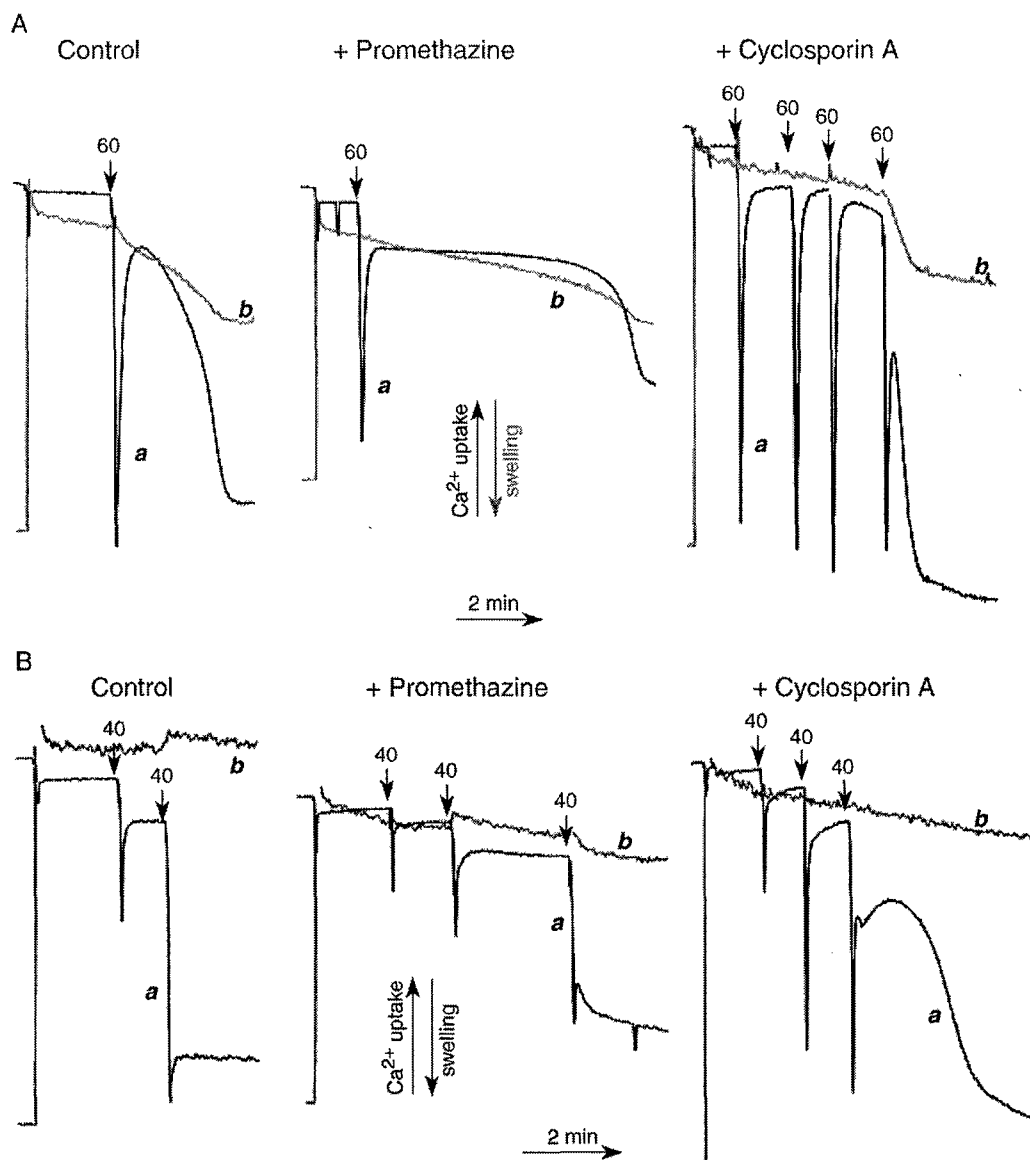 A
Control
+ Promethazine
+ Cyclosporin A
60
60
60
60
60
60
b
a
b
a
b
a
Ca2+ uptake
swelling
2 min
B
Control
+ Promethazine
+ Cyclosporin A
40
40
40
40
40
40
40
40
b
a
b
a
b
a
Ca2+ uptake
swelling
2 min